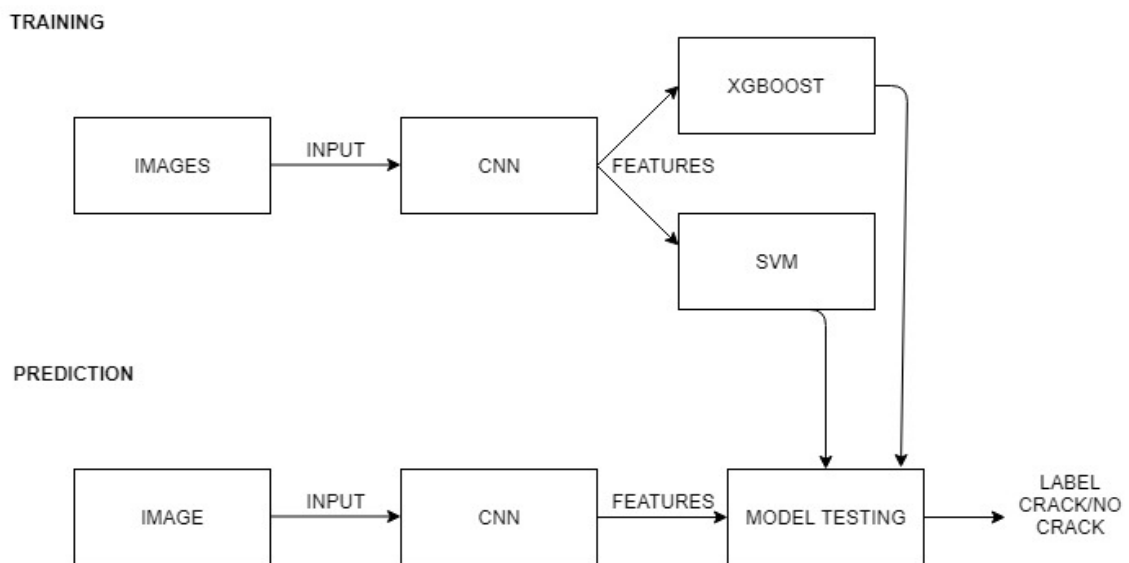 TRAINING
XGBOOST
IMAGES
INPUT
CNN
FEATURES
SVM
PREDICTION
IMAGE
INPUT
CNN
FEATURES
MODEL TESTING
LABEL
CRACK/NO
CRACK